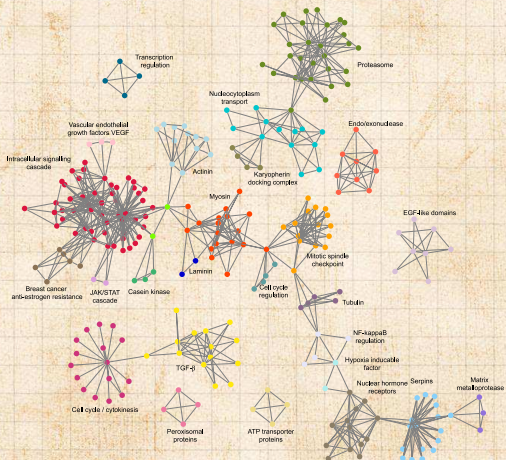 Transcription
regulation
Proteasome
Nucleocytoplasm
transport
Vascular endothelial
growth factors VEGF
Endo/exonuclease
Intracellular signalling
cascade
Actinin
Karyopherin
docking complex
Myosin
EGF-like domains
Mitotic spindle
checkpoint
Laminin
Breast cancer
anti-estrogen resistance
JAK/STAT
cascade
Casein kinase
Cell cycle
regulation
Tubulin
NF-kappaB
regulation
TGF-β
Hypoxia inducable
factor
Nuclear hormone
receptors
Serpins
Matrix
metalloprotease
Cell cycle / cytokinesis
Peroxisomal
proteins
ATP transporter
proteins